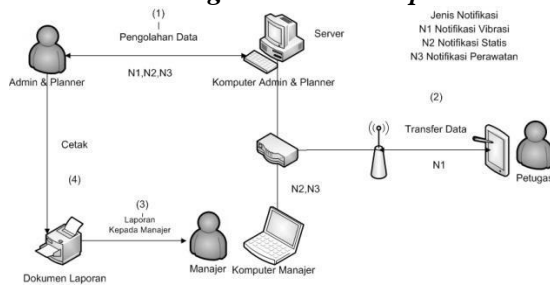 (1)
Pengolahan Data
N1,N2,N3
Admin & Planner
Server
Komputer Admin & Planner
Jenis Notifikasi
N1 Notifikasi Vibrasi
N2 Notifikasi Statis
N3 Notifikasi Perawatan
(2)
Transfer Data
N1
Petugas
Cetak
(4)
(3)
Laporan
Kepada Manajer
N2,N3
Dokumen Laporan
Manajer
Komputer Manajer